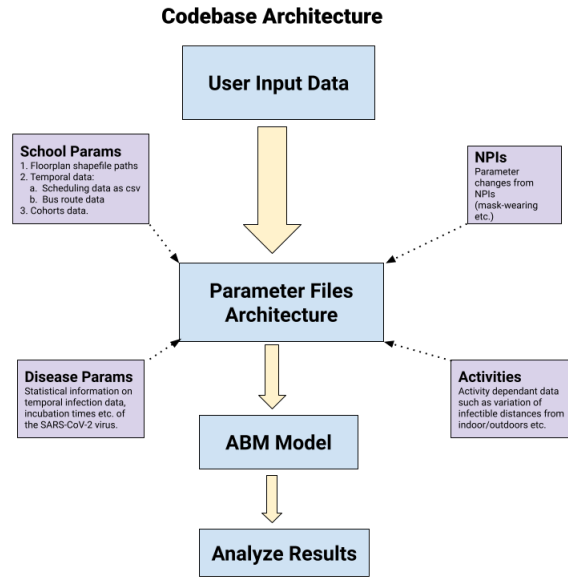 Codebase Architecture
User Input Data
School Params
1. Floorplan shapefile paths
2. Temporal data:
a. Scheduling data as csv
b. Bus route data
3. Cohorts data.
NPIs
Parameter
changes from
NPIs
(mask-wearing
etc.)
Parameter Files
Architecture
Disease Params
Statistical information on
temporal infection data,
incubation times etc. of
the SARS-CoV-2 virus.
Activities
Activity dependant data
such as variation of
infectible distances from
indoor/outdoors etc.
ABM Model
Analyze Results